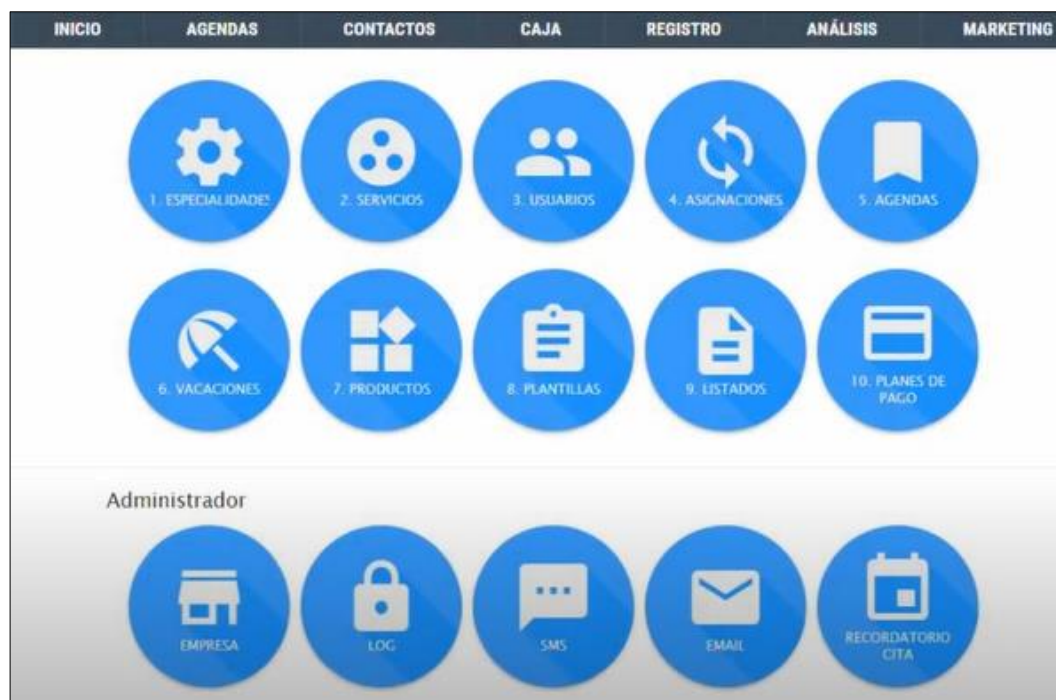 INICIO AGENDAS CONTACTOS CAJA REGISTRO ANÁLISIS MARKETING
1. ESPECIALIDADES 2. SERVICIOS 3. USUARIOS 4. ASIGNACIONES 5. AGENDAS
6. VACACIONES 7. PRODUCTOS 8. PLANTILLAS 9. LISTADOS 10. PLANES DE
PAGO
Administrador
EMPRESA LOG SMS EMAIL RECORDATORIO
CITA